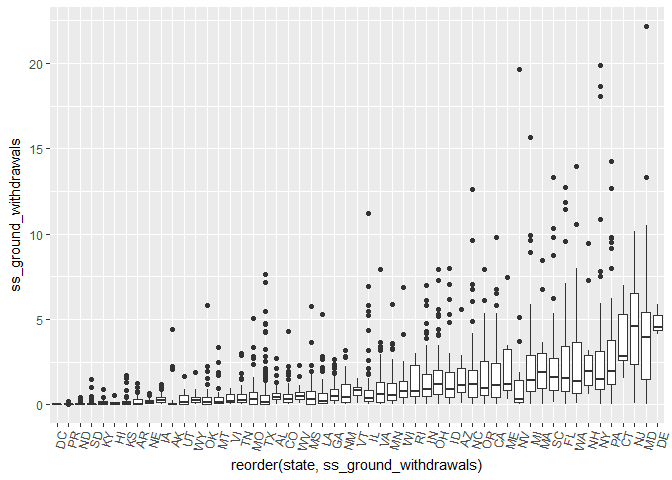 20
15
10
5
0
ss_ground_withdrawals
DC PR ND SD KY HI KS AR NE IA AK UT WY OK MT VI TN MO TX AL CO WV MS LA GA NM VT IL VA MN WI RI IN OH ID AZ NC OR CA ME NV MI MA SC FL WA NH NY PA CT NJ MD DE
reorder(state, ss_ground_withdrawals)